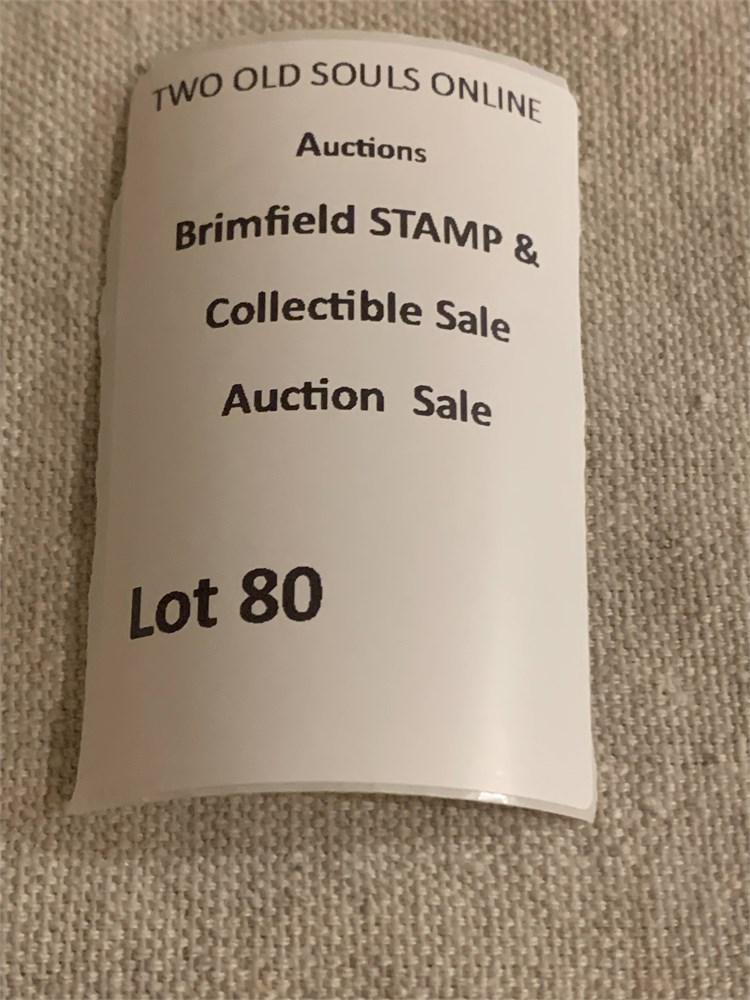 TWO OLD SOULS ONLINE
Auctions
Brimfield STAMP &
Collectible Sale
Auction Sale
Lot 80